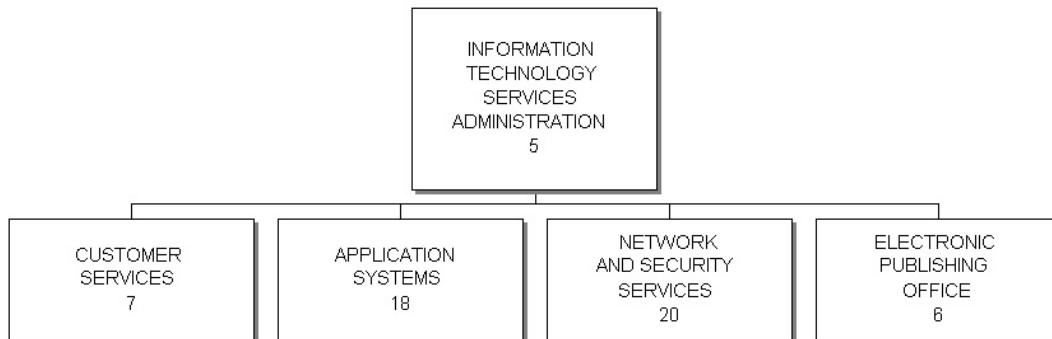 INFORMATION
TECHNOLOGY
SERVICES
ADMINISTRATION
5
CUSTOMER
SERVICES
7
APPLICATION
SYSTEMS
18
NETWORK
AND SECURITY
SERVICES
20
ELECTRONIC
PUBLISHING
OFFICE
6